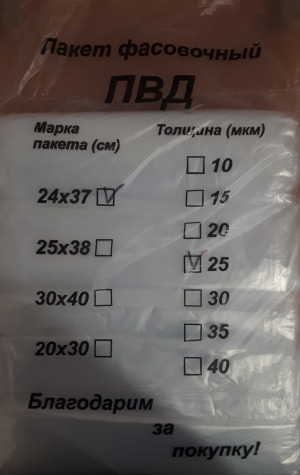 Пакет фасовочный
ПВД
Марка пакета (см)
24х37 ☑
25х38 ☐
30х40 ☐
20х30 ☐
Толщина (мкм)
☐ 10
☐ 15
☐ 20
☑ 25
☐ 30
☐ 35
☐ 40
Благодарим
за
покупку!